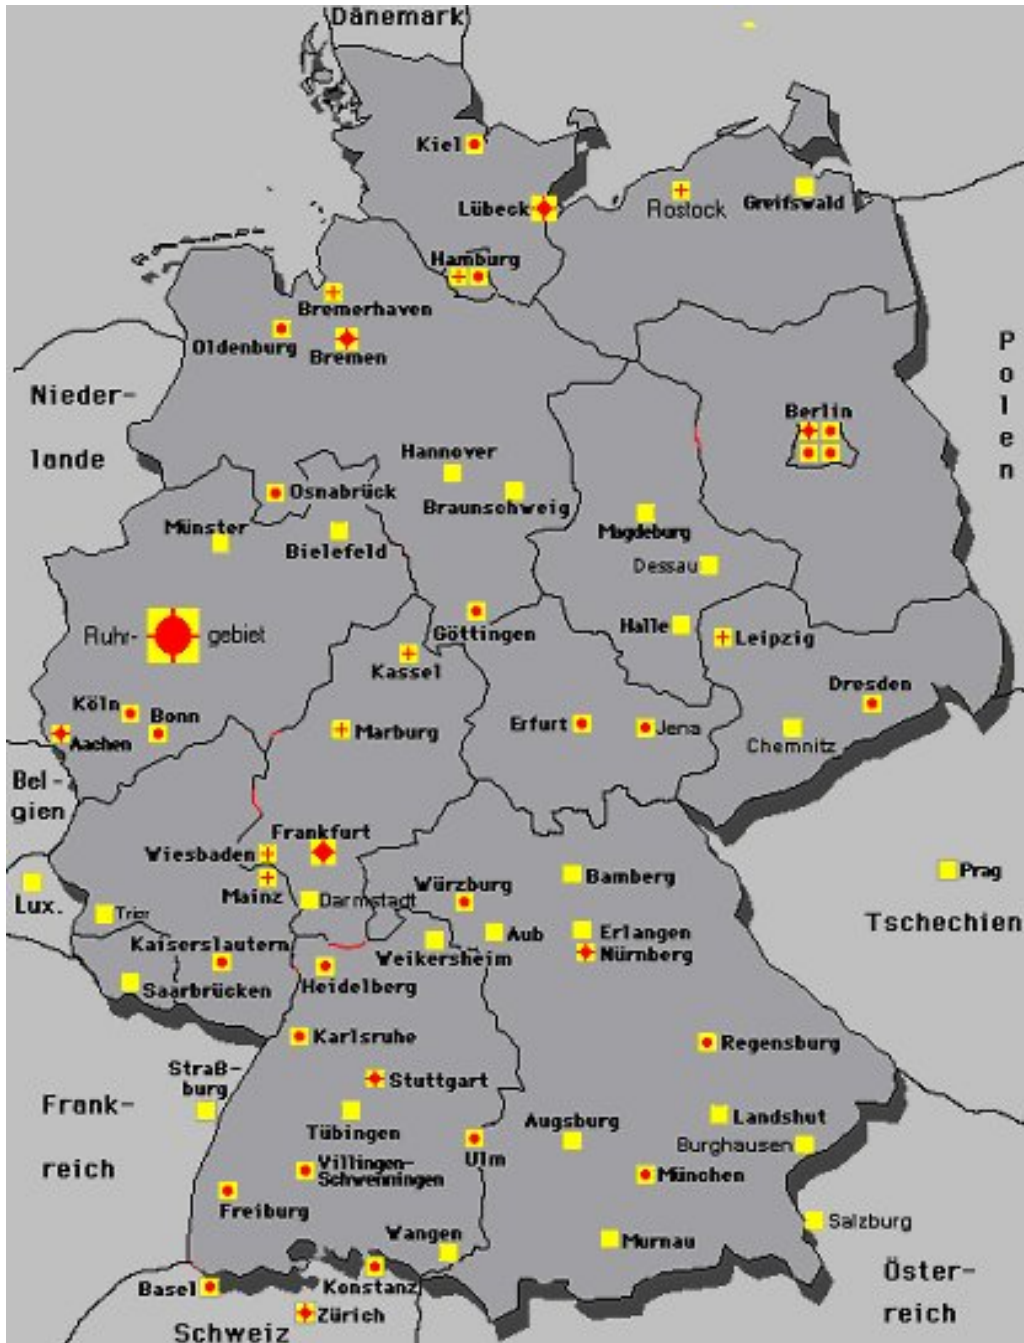 Dänemark
Kiel
Lübeck
Rostock
Greifswald
Hamburg
Bremerhaven
Oldenburg
Bremen
Nieder-
lande
Polen
Berlin
Hannover
Osnabrück
Braunschweig
Münster
Bielefeld
Magdeburg
Dessau
Ruhr-
gebiet
Göttingen
Halle
Leipzig
Kassel
Köln
Bonn
Aachen
Marburg
Erfurt
Jena
Dresden
Chemnitz
Bel-
gien
Frankfurt
Wiesbaden
Mainz
Lux.
Trier
Darmstadt
Würzburg
Bamberg
Prag
Tschechien
Aub
Erlangen
Nürnberg
Weikersheim
Kaiserslautern
Saarbrücken
Heidelberg
Karlsruhe
Regensburg
Straß-
burg
Stuttgart
Frank-
reich
Tübingen
Augsburg
Landshut
Burghausen
Ulm
Villingen-
Schwenningen
München
Freiburg
Wangen
Murnau
Salzburg
Öster-
reich
Basel
Konstanz
Zürich
Schweiz